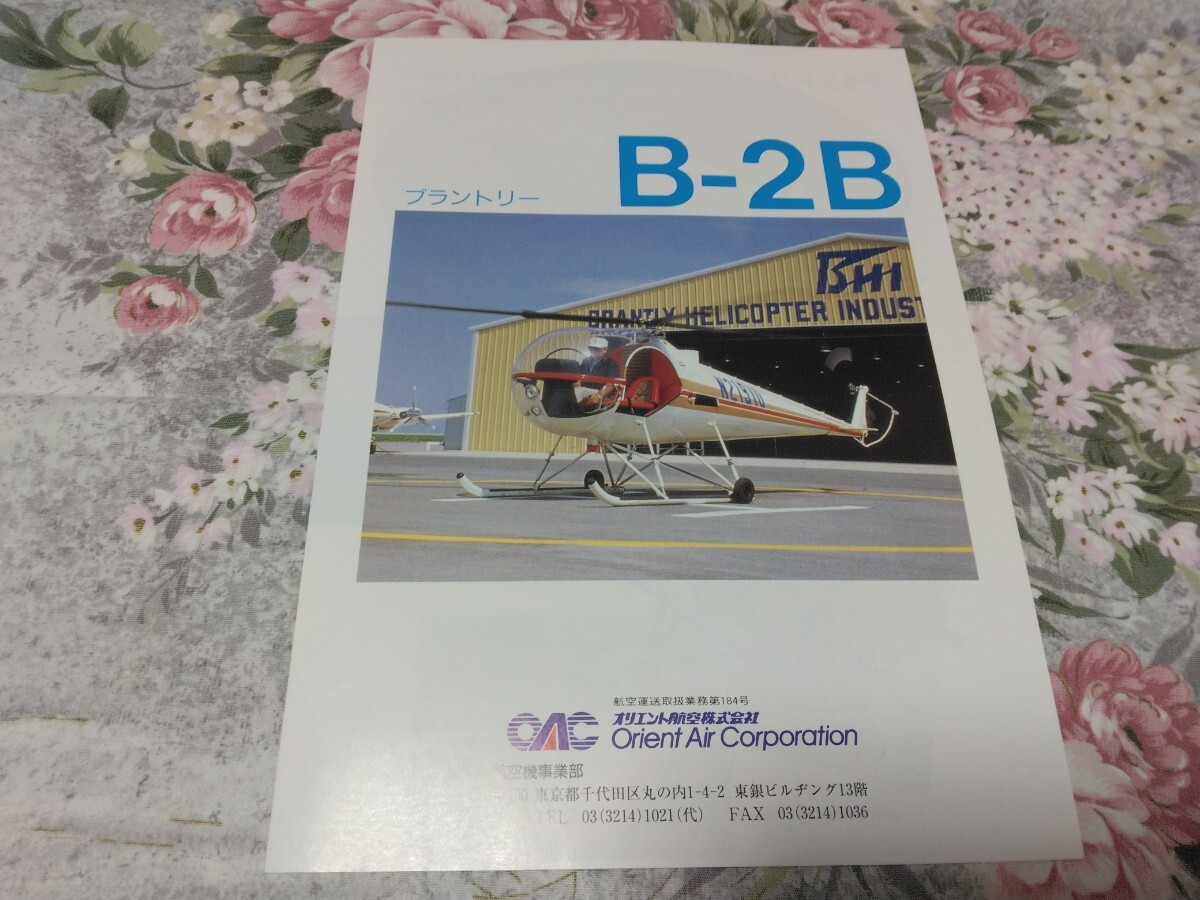 B-2B
ブラントリー
BHI
BRANTLY HELICOPTER INDUST
航空運送取扱業務第184号
OAC オリエント航空株式会社
Orient Air Corporation
空機事業部
東京都千代田区丸の内1-4-2 東銀ビルヂング13階
TEL 03(3214)1021(代) FAX 03(3214)1036